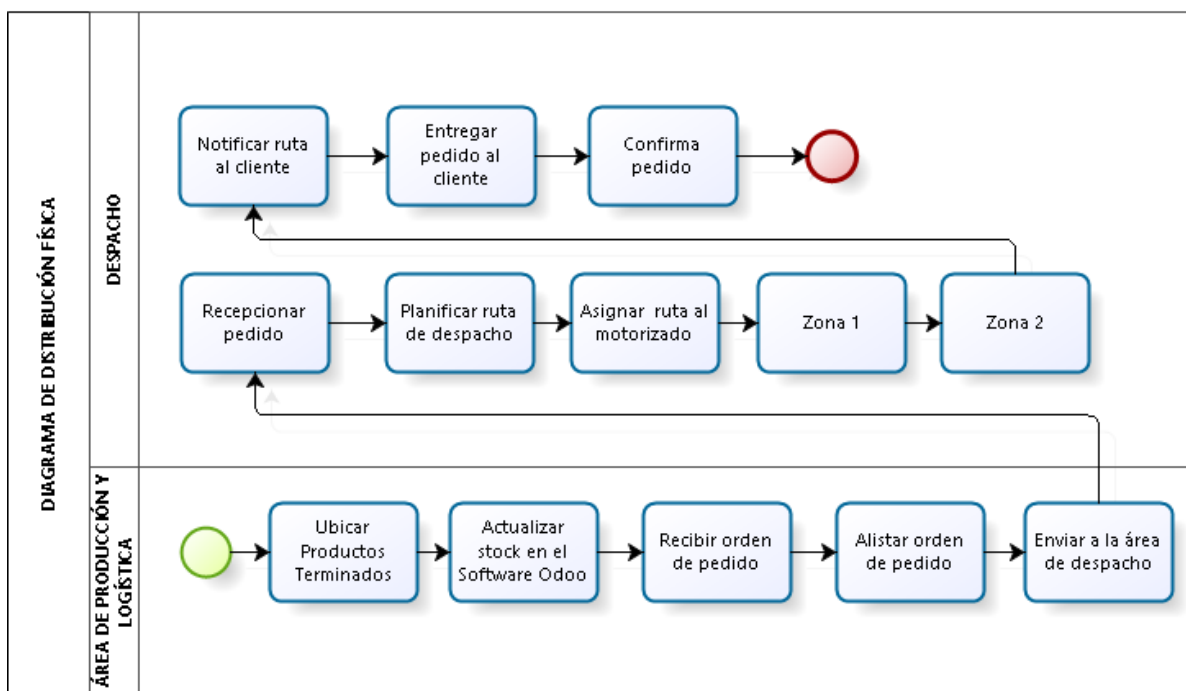 DIAGRAMA DE DISTRIBUCIÓN FÍSICA
DESPACHO
Notificar ruta
al cliente
Entregar
pedido al
cliente
Confirma
pedido
Recepcionar
pedido
Planificar ruta
de despacho
Asignar ruta al
motorizado
Zona 1
Zona 2
ÁREA DE PRODUCCIÓN Y
LOGÍSTICA
Ubicar
Productos
Terminados
Actualizar
stock en el
Software Odoo
Recibir orden
de pedido
Alistar orden
de pedido
Enviar a la área
de despacho